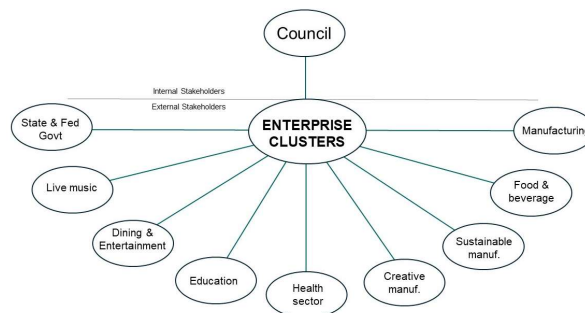 Council
Internal Stakeholders
External Stakeholders
ENTERPRISE
CLUSTERS
State & Fed
Govt
Manufacturing
Live music
Food &
beverage
Dining &
Entertainment
Sustainable
manuf.
Education
Health
sector
Creative
manuf.